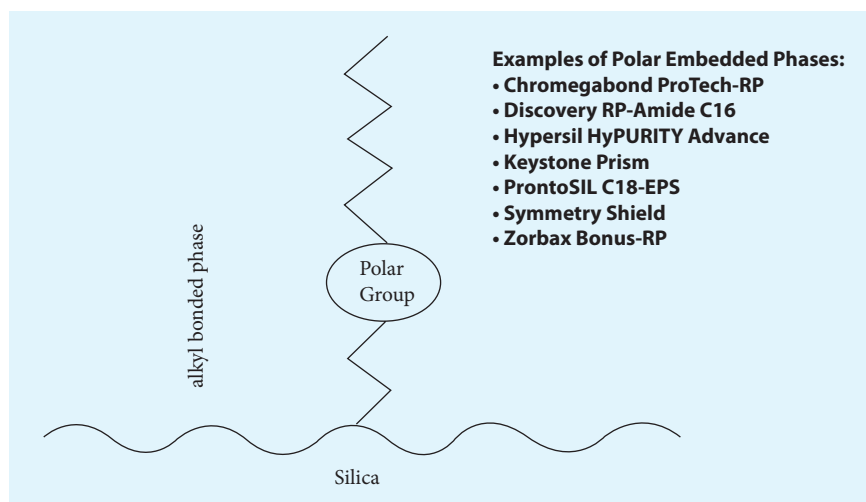 Examples of Polar Embedded Phases:
• Chromegabond ProTech-RP
• Discovery RP-Amide C16
• Hypersil HyPURITY Advance
• Keystone Prism
• ProntoSIL C18-EPS
• Symmetry Shield
• Zorbax Bonus-RP
Polar
Group
alkyl bonded phase
Silica